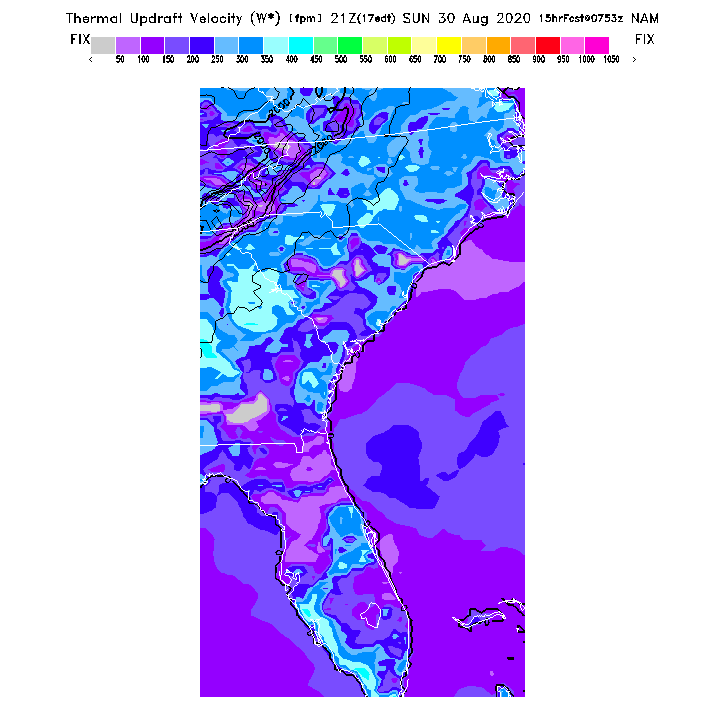 Thermal Updraft Velocity (W*) [fpm] 21Z(17edt) SUN 30 Aug 2020 15hrFcst@0753z NAM
FIX FIX
< 50 100 150 200 250 300 350 400 450 500 550 600 650 700 750 800 850 900 950 1000 1050 >